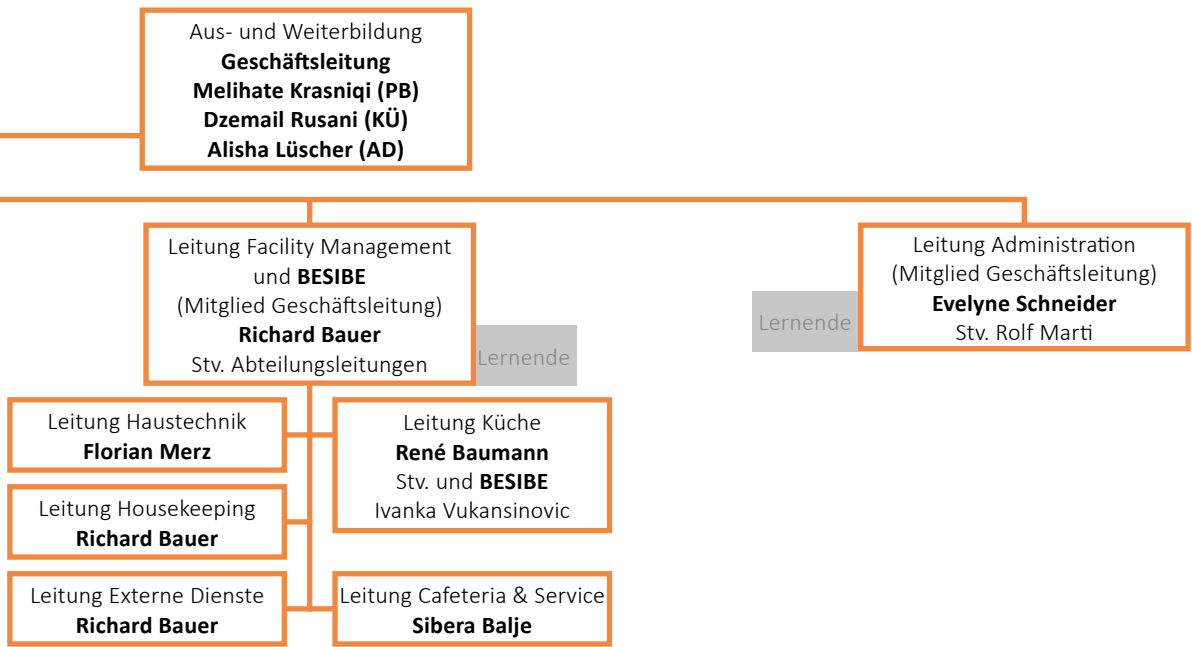 Aus- und Weiterbildung
Geschäftsleitung
Melihate Krasniqi (PB)
Dzemail Rusani (KÜ)
Alisha Lüscher (AD)
Leitung Facility Management
und BESIBE
(Mitglied Geschäftsleitung)
Richard Bauer
Stv. Abteilungsleitungen
Lernende
Lernende
Leitung Administration
(Mitglied Geschäftsleitung)
Evelyne Schneider
Stv. Rolf Marti
Leitung Haustechnik
Florian Merz
Leitung Küche
René Baumann
Stv. und BESIBE
Ivanka Vukansinovic
Leitung Housekeeping
Richard Bauer
Leitung Externe Dienste
Richard Bauer
Leitung Cafeteria & Service
Sibera Balje